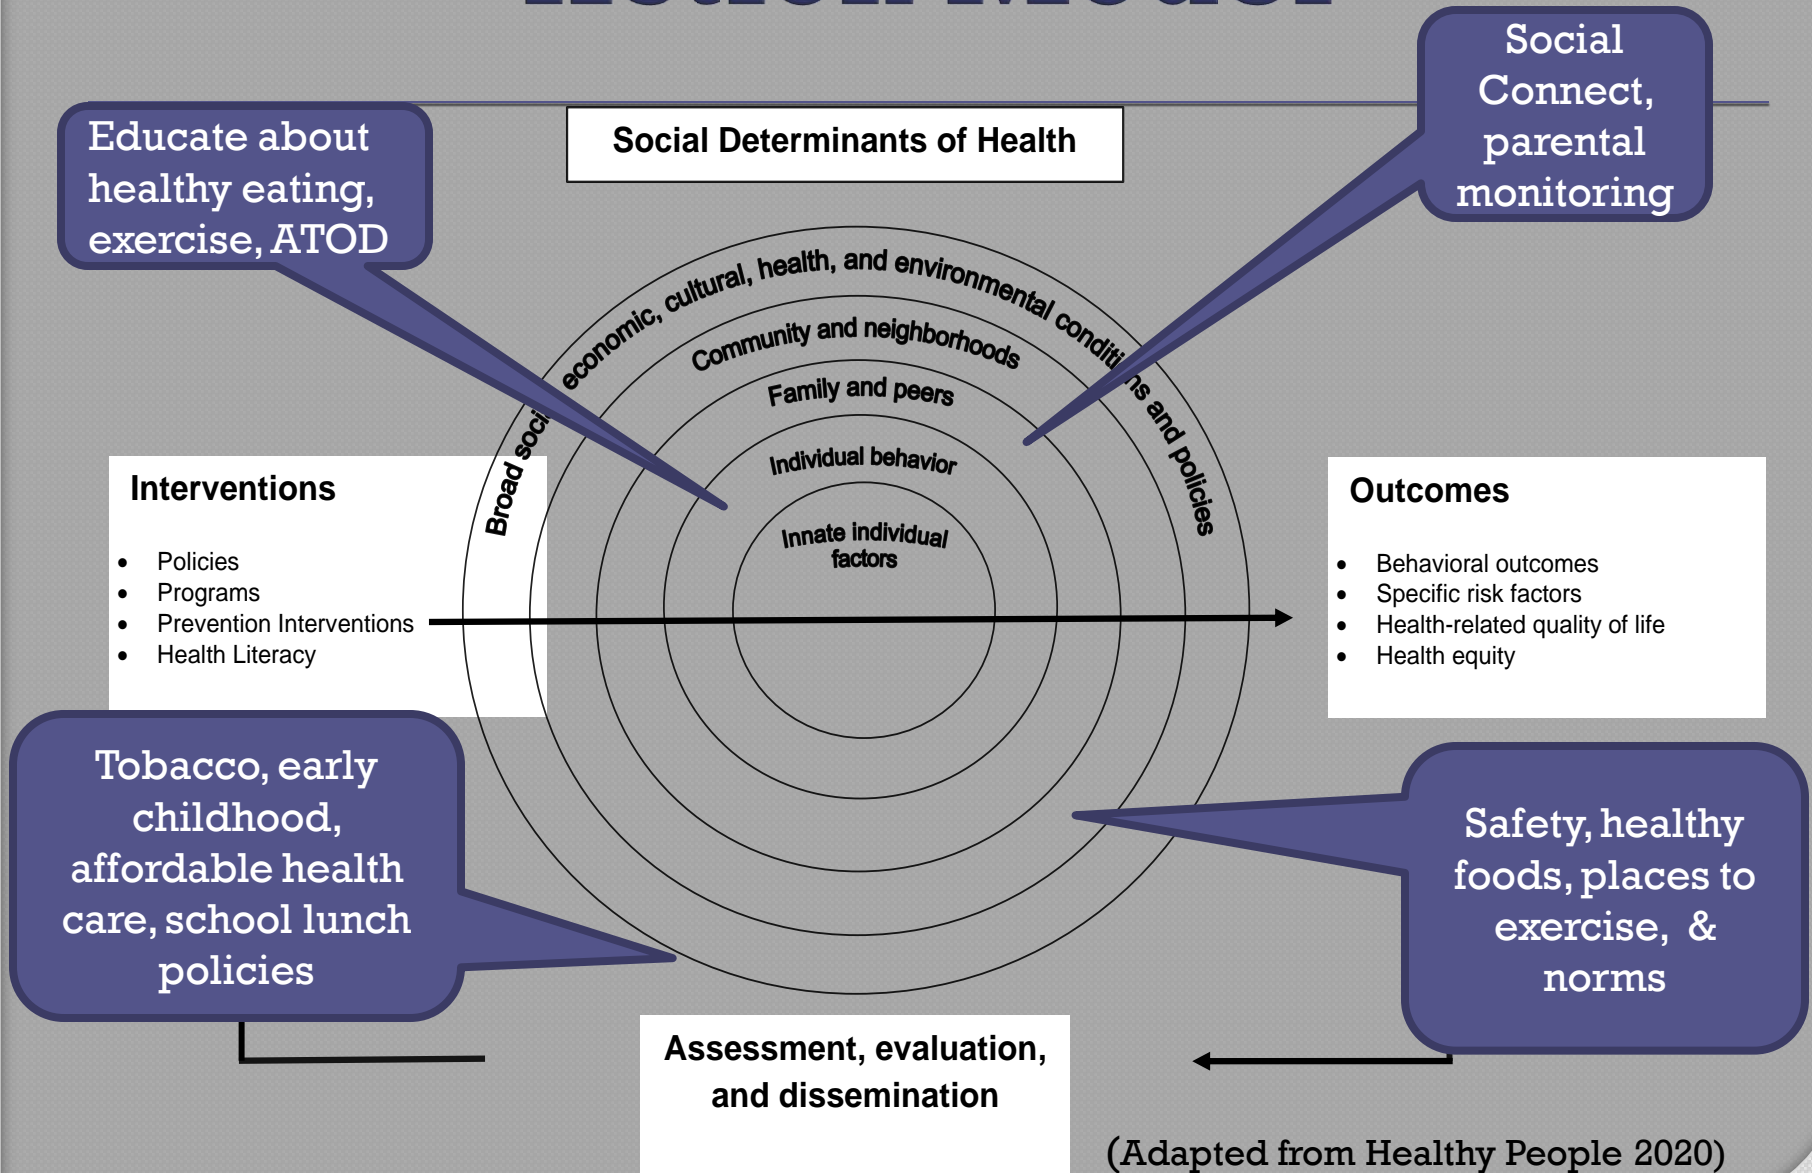 Action Model
Social Determinants of Health
Educate about
healthy eating,
exercise, ATOD
Social
Connect,
parental
monitoring
economic, cultural, health, and environmental conditions and policies
Broad soci
Community and neighborhoods
Family and peers
Individual behavior
Innate individual
factors
Interventions
• Policies
• Programs
• Prevention Interventions
• Health Literacy
Outcomes
• Behavioral outcomes
• Specific risk factors
• Health-related quality of life
• Health equity
Tobacco, early
childhood,
affordable health
care, school lunch
policies
Safety, healthy
foods, places to
exercise, &
norms
Assessment, evaluation,
and dissemination
(Adapted from Healthy People 2020)